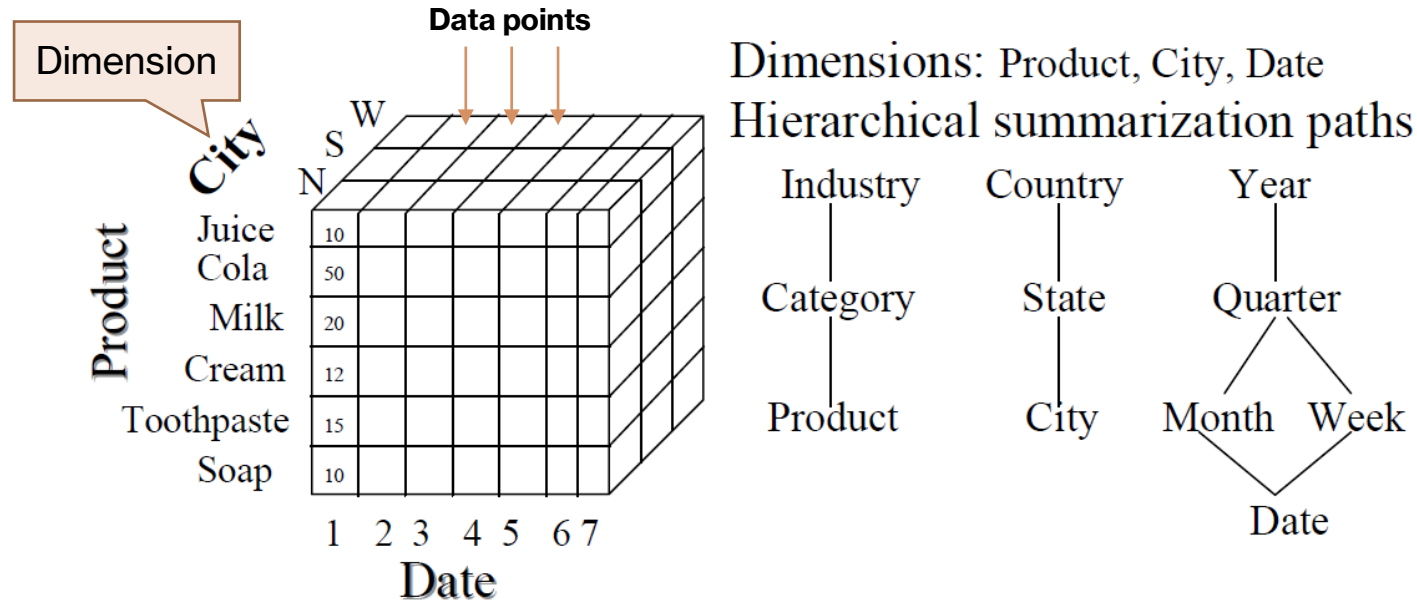 Data points
Dimension
City
W
S
N
Product
Juice
Cola
Milk
Cream
Toothpaste
Soap
10
50
20
12
15
10
1 2 3 4 5 6 7
Date
Dimensions: Product, City, Date
Hierarchical summarization paths
Industry Country Year
Category State Quarter
Product City Month Week
Date